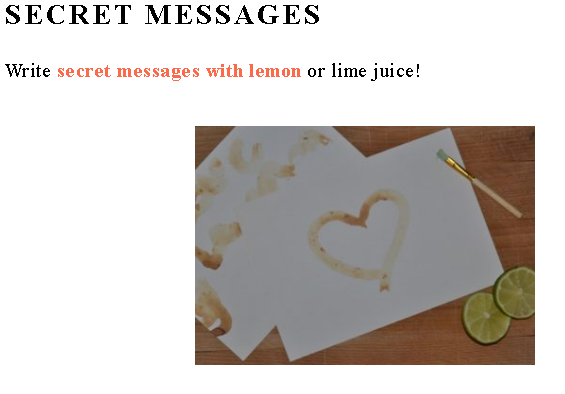 SECRET MESSAGES
Write secret messages with lemon or lime juice!